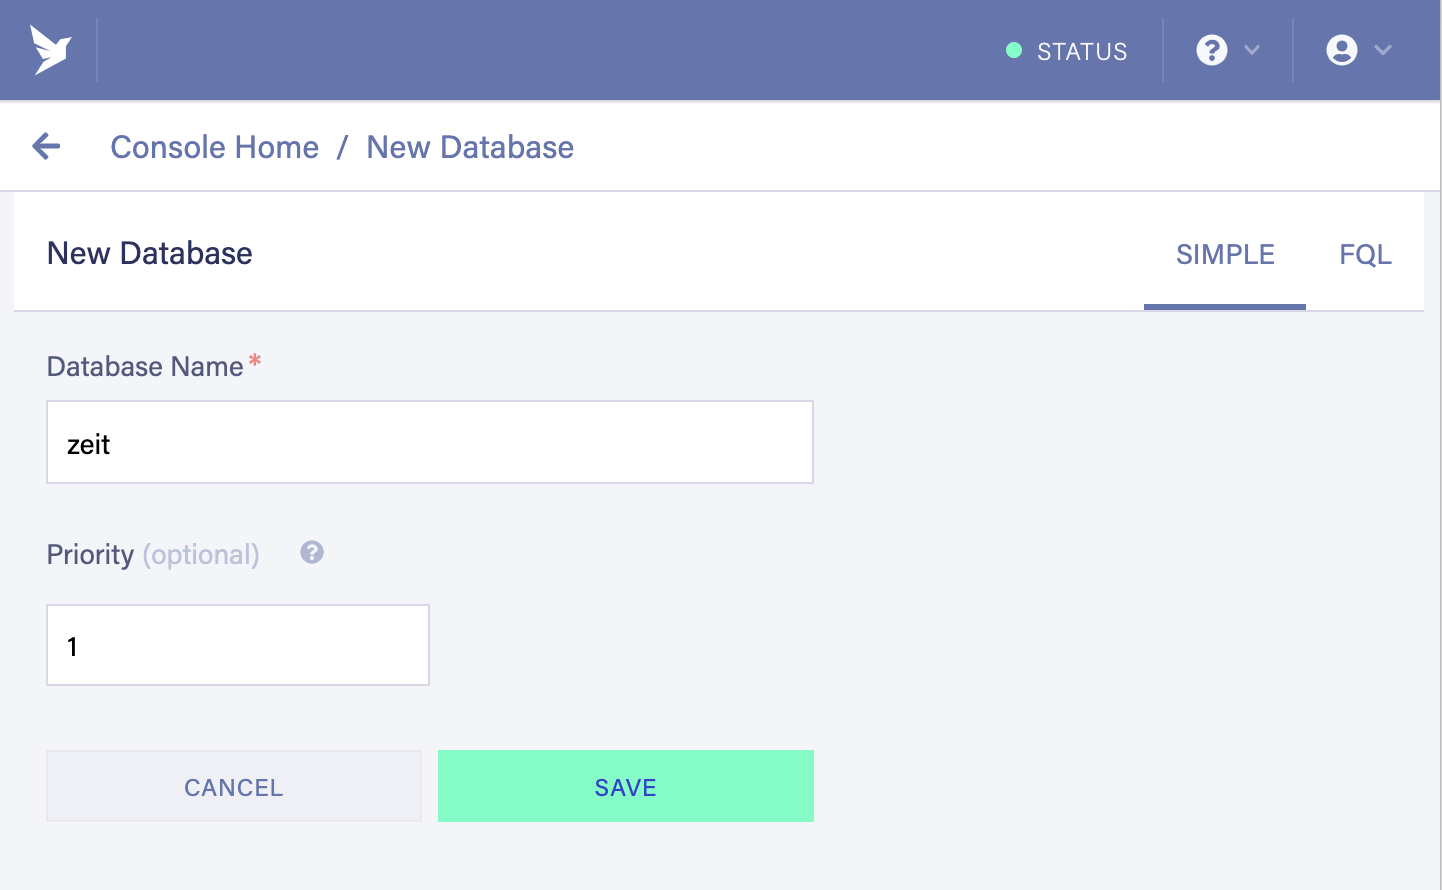 STATUS
Console Home / New Database
New Database
SIMPLE FQL
Database Name*
zeit
Priority (optional) ?
1
CANCEL SAVE